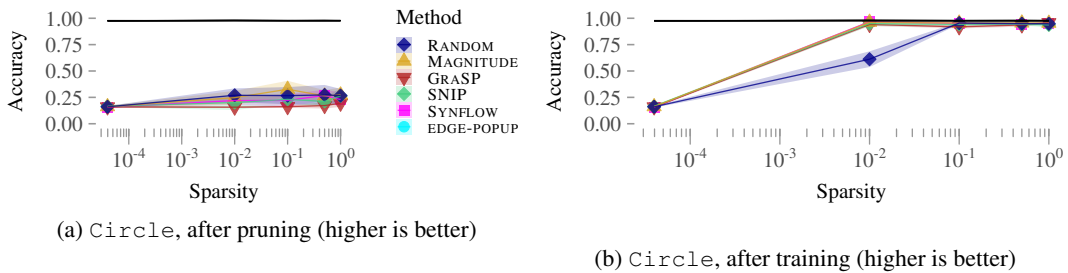 1.00
0.75
0.50
0.25
0.00
Accuracy
10^-4
10^-3
10^-2
10^-1
10^0
Sparsity
Method
RANDOM
MAGNITUDE
GRASP
SNIP
SYNFLOW
EDGE-POPUP
(a) Circle, after pruning (higher is better)
1.00
0.75
0.50
0.25
0.00
Accuracy
10^-4
10^-3
10^-2
10^-1
10^0
Sparsity
(b) Circle, after training (higher is better)